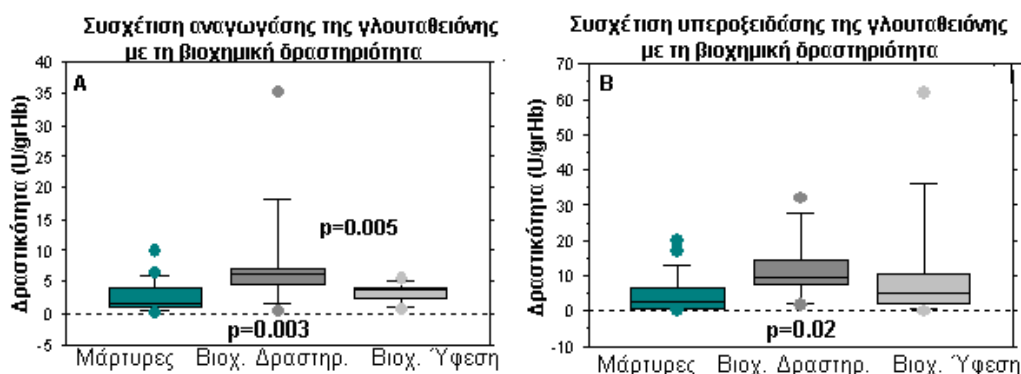 Συσχέτιση αναγωγάσης της γλουταθειόνης
με τη βιοχημική δραστηριότητα
A
Δραστικότητα (U/grHb)
40
35
30
25
20
15
10
5
0
-5
p=0.005
p=0.003
Μάρτυρες Βιοχ. Δραστηρ. Βιοχ. Ύφεση
Συσχέτιση υπεροξειδάσης της γλουταθειόνης
με τη βιοχημική δραστηριότητα
B
Δραστικότητα (U/grHb)
70
60
50
40
30
20
10
0
-10
p=0.02
Μάρτυρες Βιοχ. Δραστηρ. Βιοχ. Ύφεση